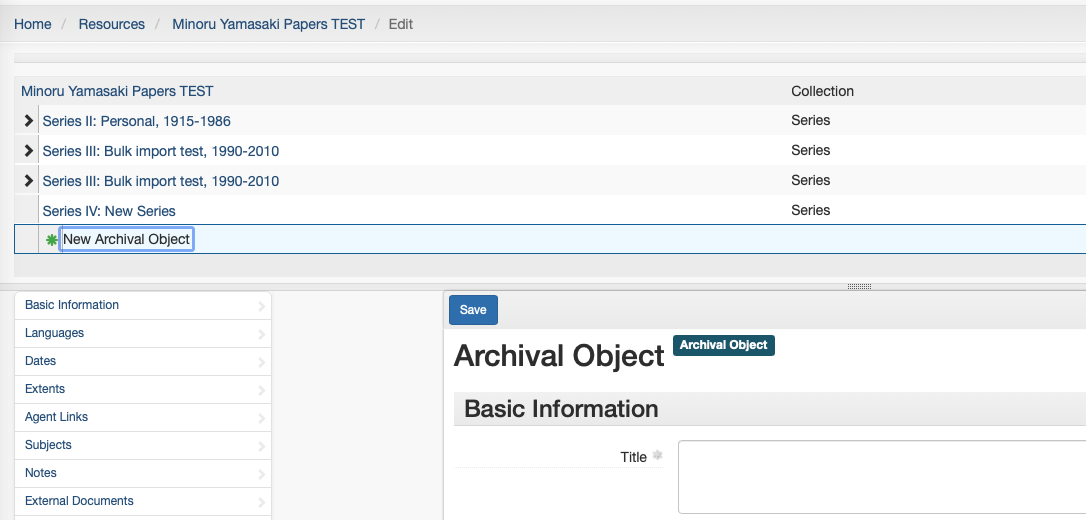 Home / Resources / Minoru Yamasaki Papers TEST / Edit
Minoru Yamasaki Papers TEST Collection
Series II: Personal, 1915-1986 Series
Series III: Bulk import test, 1990-2010 Series
Series III: Bulk import test, 1990-2010 Series
Series IV: New Series Series
New Archival Object
Basic Information
Languages
Dates
Extents
Agent Links
Subjects
Notes
External Documents
Save
Archival Object Archival Object
Basic Information
Title